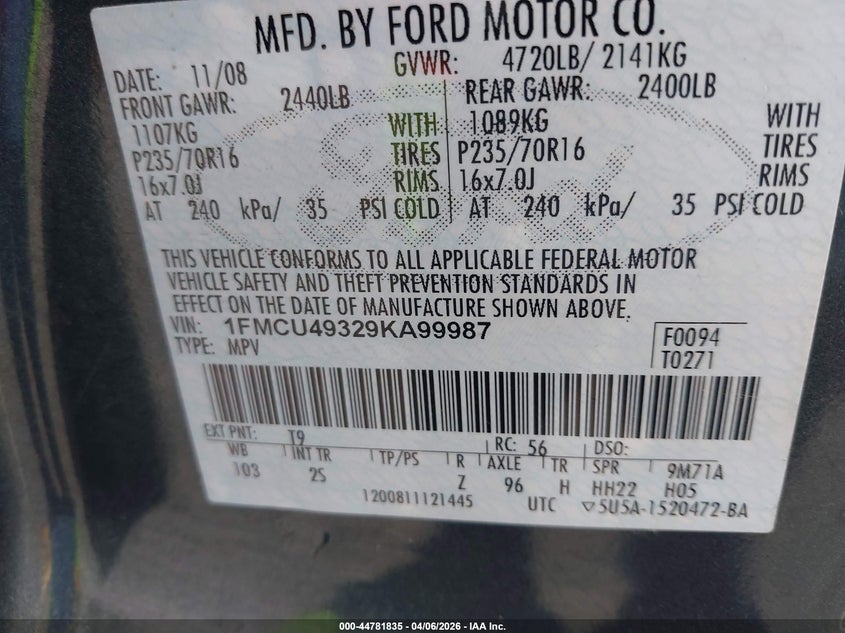 MFD. BY FORD MOTOR CO.
DATE: 11/08 GVWR: 4720LB/ 2141KG
FRONT GAWR: 2440LB REAR GAWR: 2400LB
1107KG WITH 1089KG WITH
P235/70R16 TIRES P235/70R16 TIRES
16x7.0J RIMS 16x7.0J RIMS
AT 240 kPa/ 35 PSI COLD AT 240 kPa/ 35 PSI COLD
THIS VEHICLE CONFORMS TO ALL APPLICABLE FEDERAL MOTOR
VEHICLE SAFETY AND THEFT PREVENTION STANDARDS IN
EFFECT ON THE DATE OF MANUFACTURE SHOWN ABOVE.
VIN: 1FMCU49329KA99987 F0094
TYPE: MPV T0271
EXT PNT: T9 RC: 56 DSO:
WB INT TR TP/PS R AXLE TR SPR 9M71A
103 2S Z 96 H HH22 H05
1200811121445 UTC ▽5U5A-1520472-BA
000-44781835 - 04/06/2026 - IAA Inc.